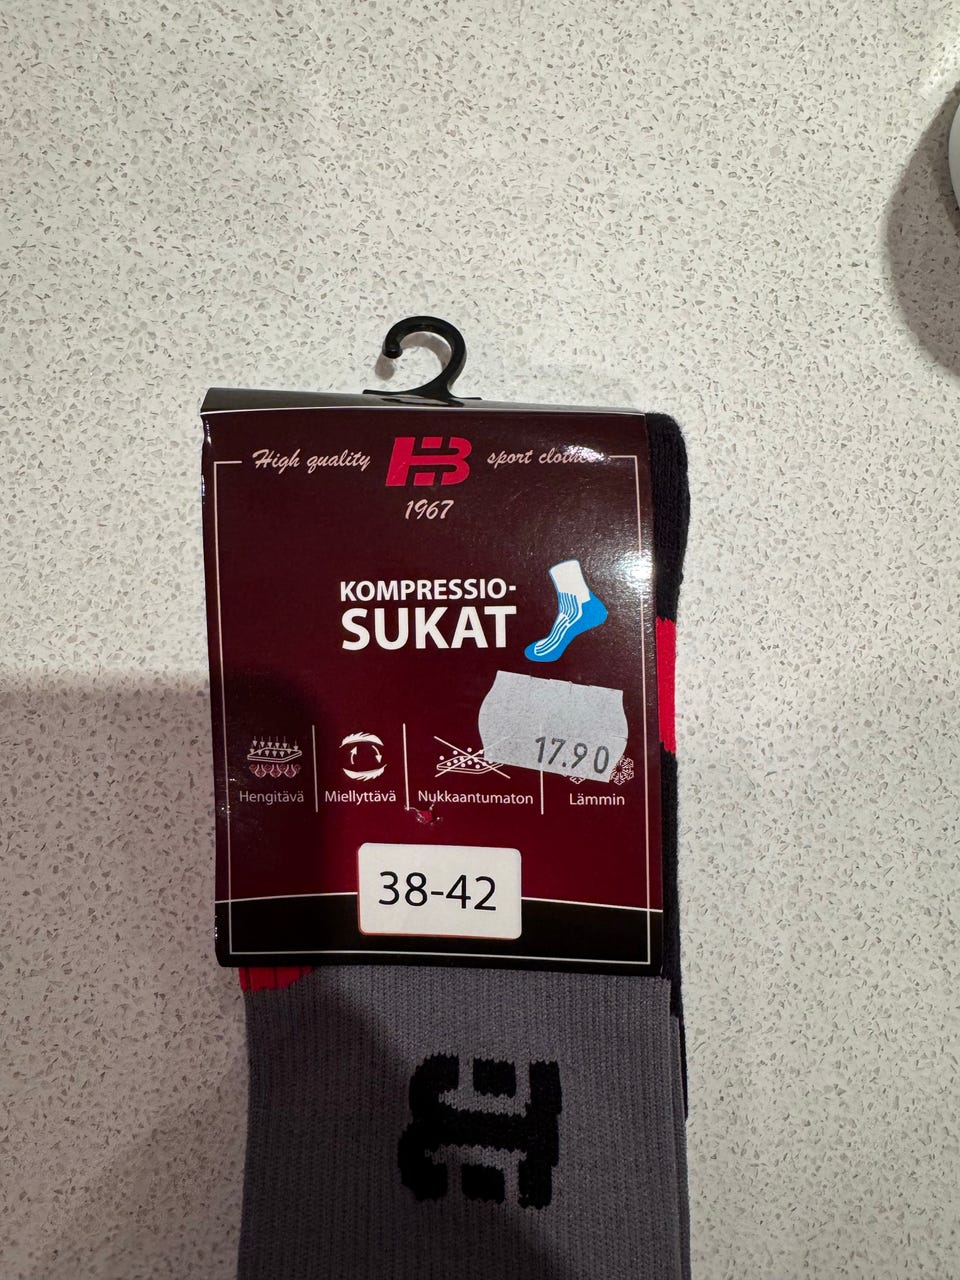 High quality HB sport clothes
1967
KOMPRESSIO-
SUKAT
17.90
Hengitävä Miellyttävä Nukkaantumaton Lämmin
38-42